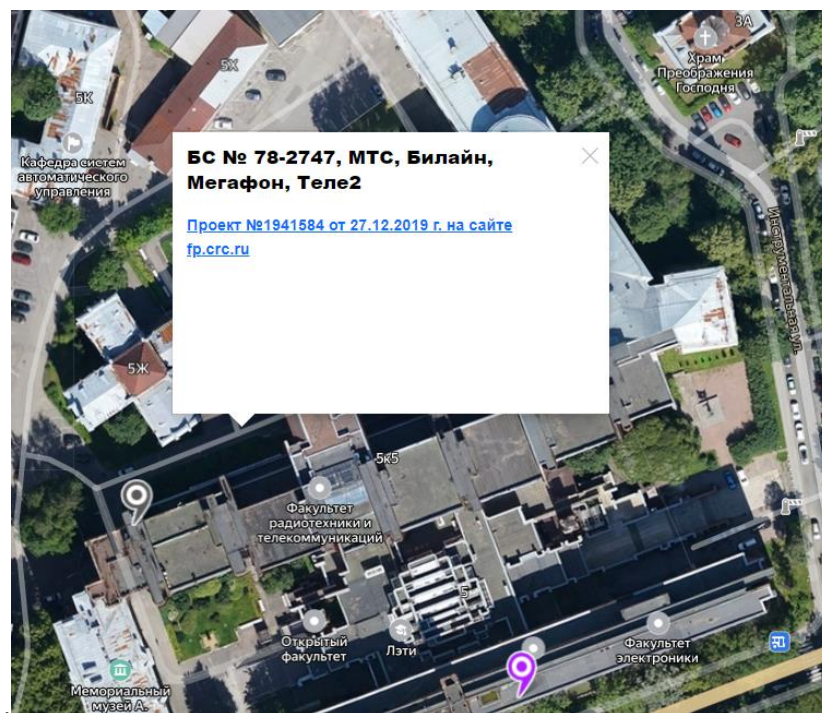 3А
Храм
Преображения
Господня
5К
5К
Кафедра систем
автоматического
управления
БС № 78-2747, МТС, Билайн,
Мегафон, Теле2
Проект №1941584 от 27.12.2019 г. на сайте
fp.crc.ru
Инструментальная ул.
5Ж
5к5
Факультет
радиотехники и
телекоммуникаций
5
Открытый
факультет
Лэти
Факультет
электроники
Мемориальный
музей А.